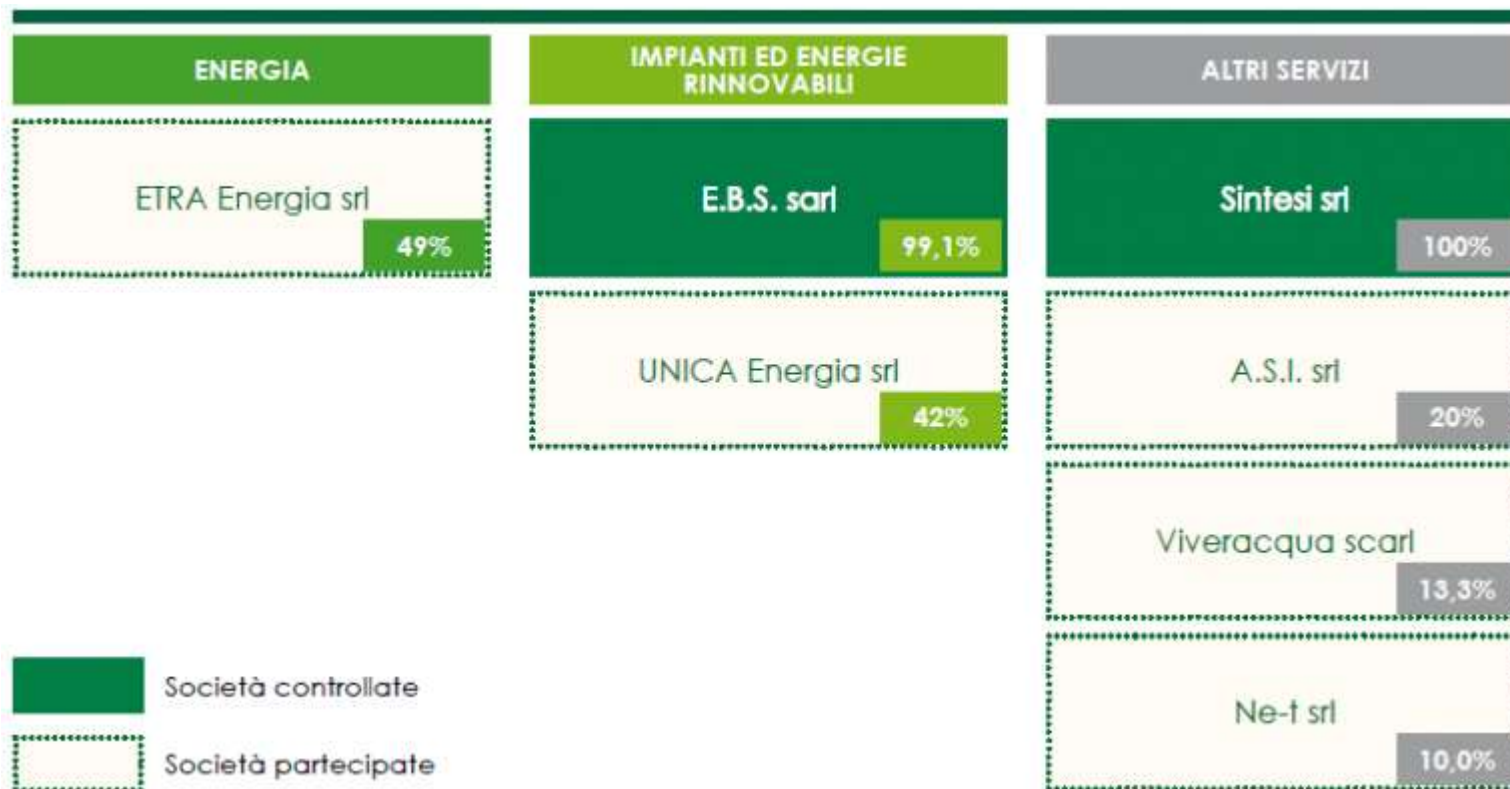 ENERGIA
ETRA Energia srl
49%
IMPIANTI ED ENERGIE
RINNOVABILI
E.B.S. sarl
99,1%
UNICA Energia srl
42%
ALTRI SERVIZI
Sintesi srl
100%
A.S.I. srl
20%
Viveracqua scarl
13,3%
Ne-t srl
10,0%
Società controllate
Società partecipate